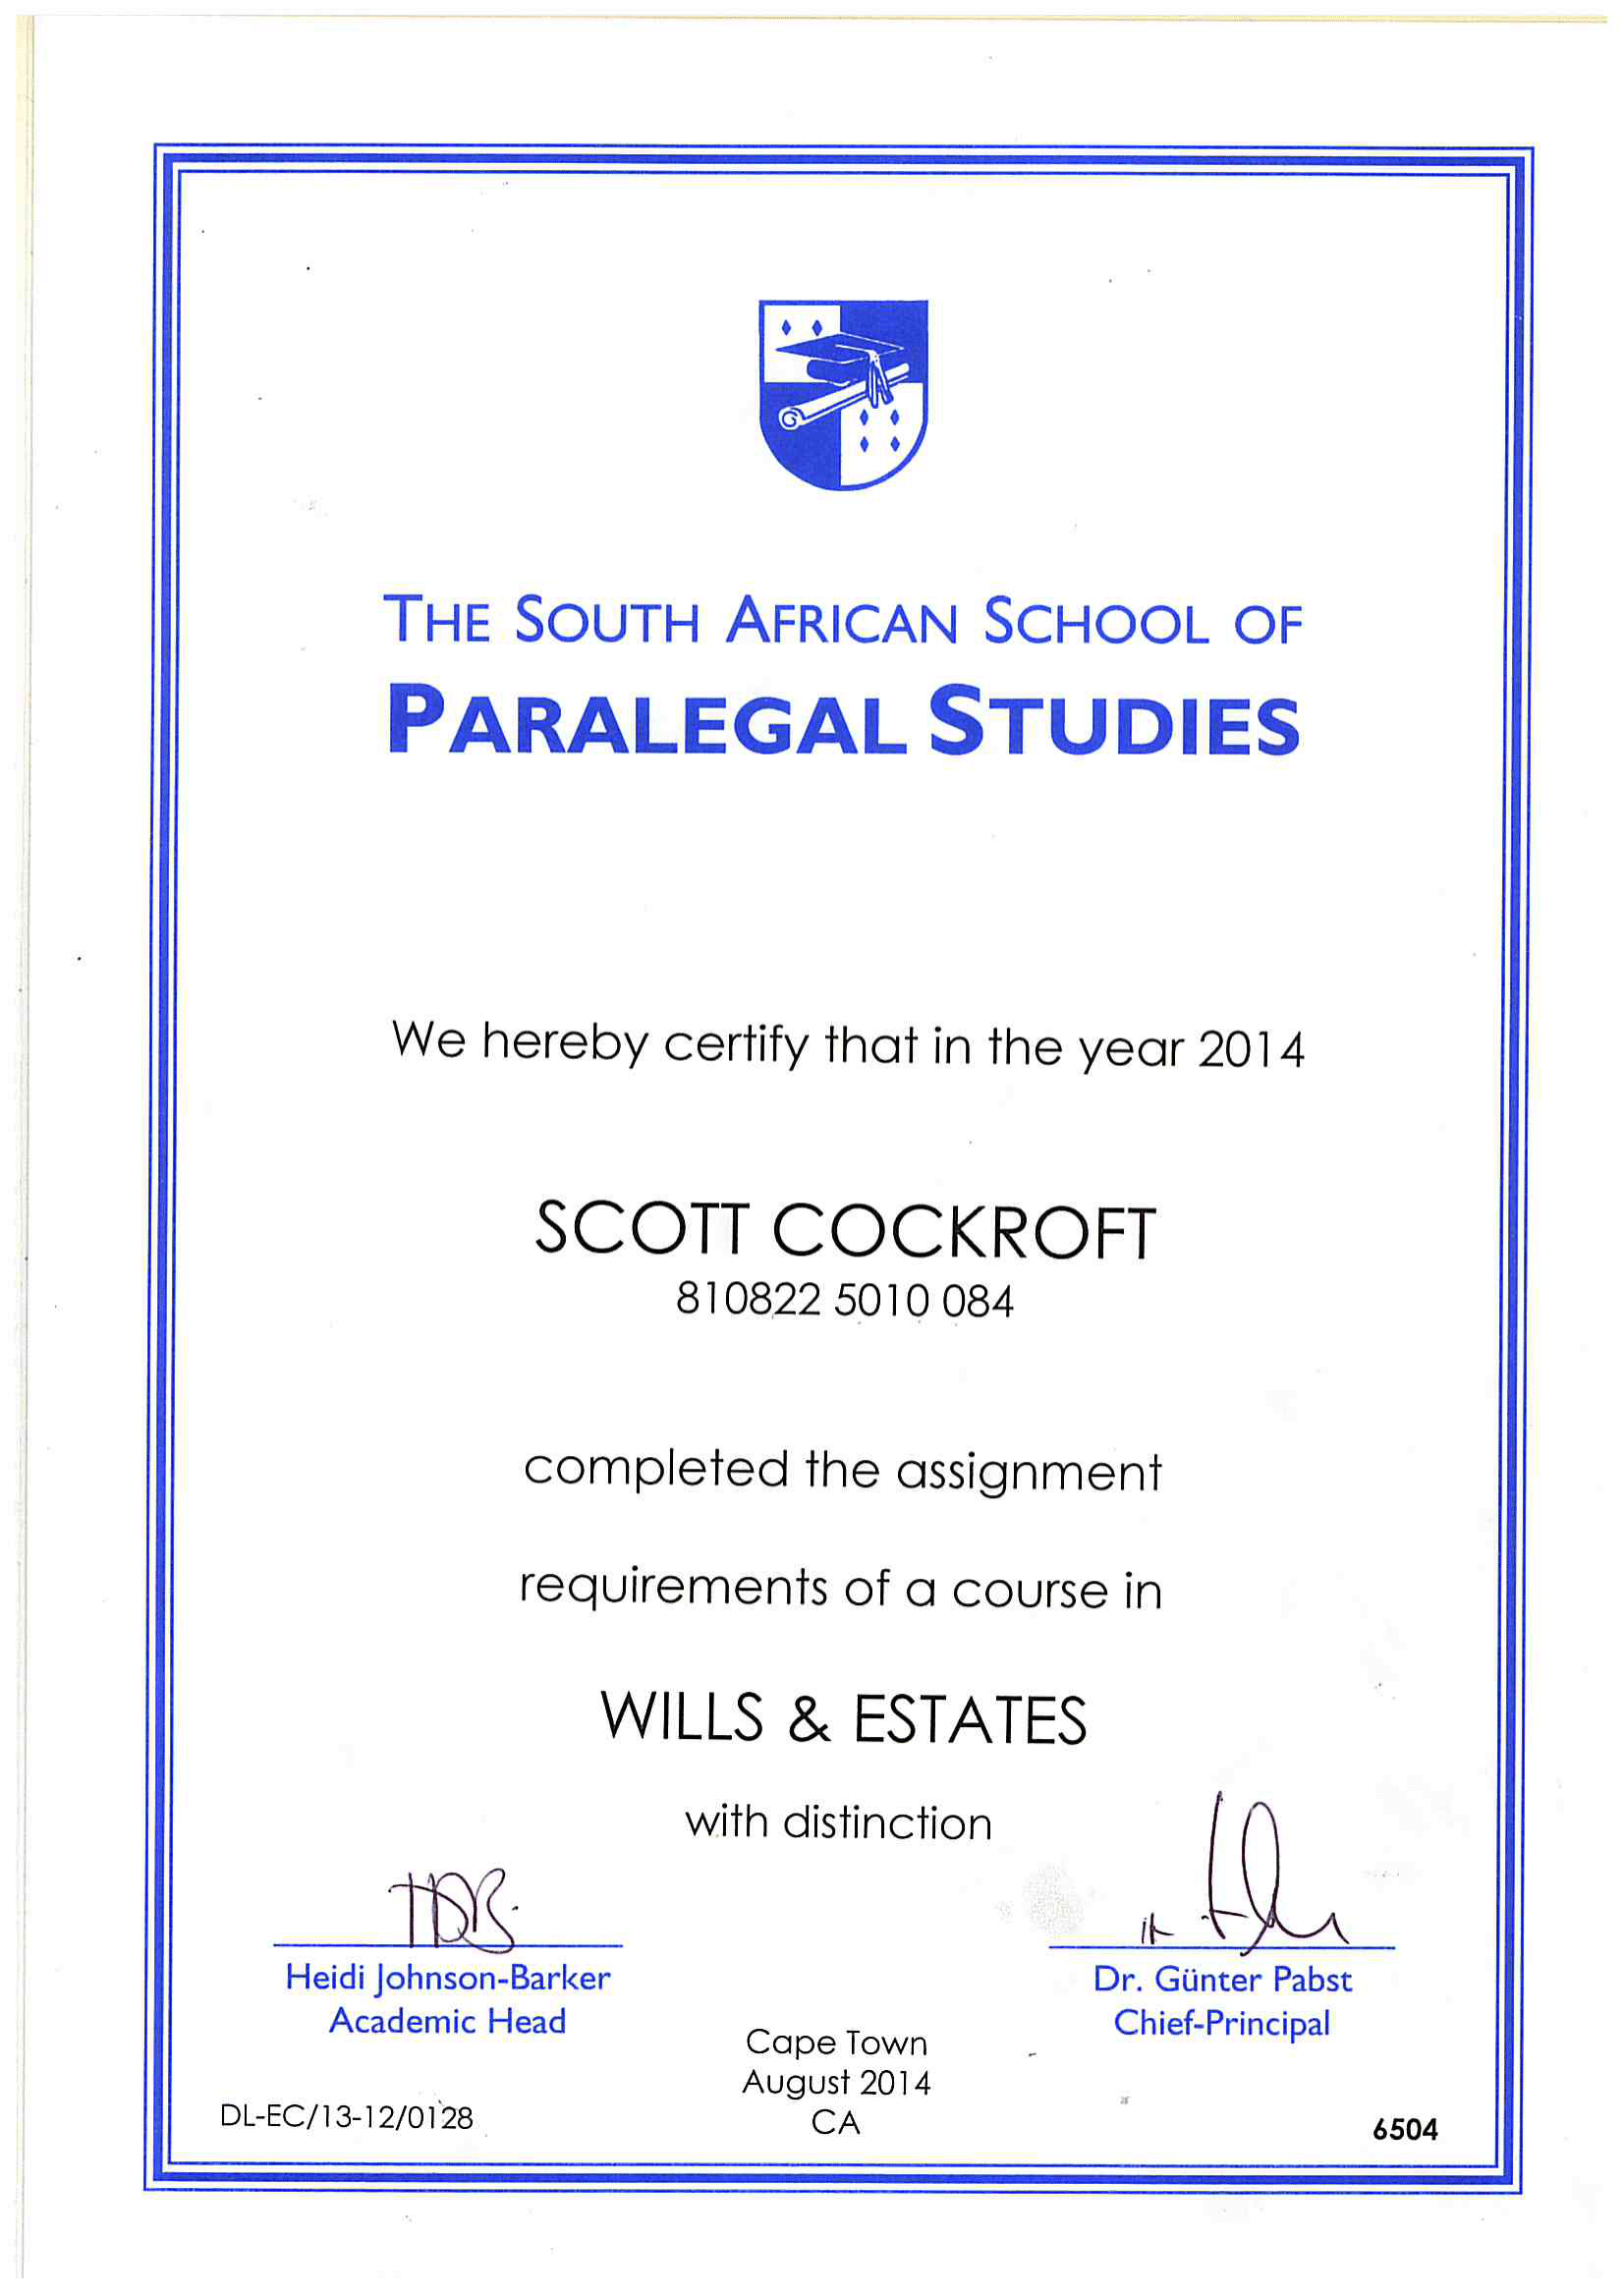 THE SOUTH AFRICAN SCHOOL OF
PARALEGAL STUDIES
We hereby certify that in the year 2014
SCOTT COCKROFT
810822 5010 084
completed the assignment
requirements of a course in
WILLS & ESTATES
with distinction
Heidi Johnson-Barker
Academic Head
Dr. Günter Pabst
Chief-Principal
Cape Town
August 2014
CA
DL-EC/13-12/0128
6504